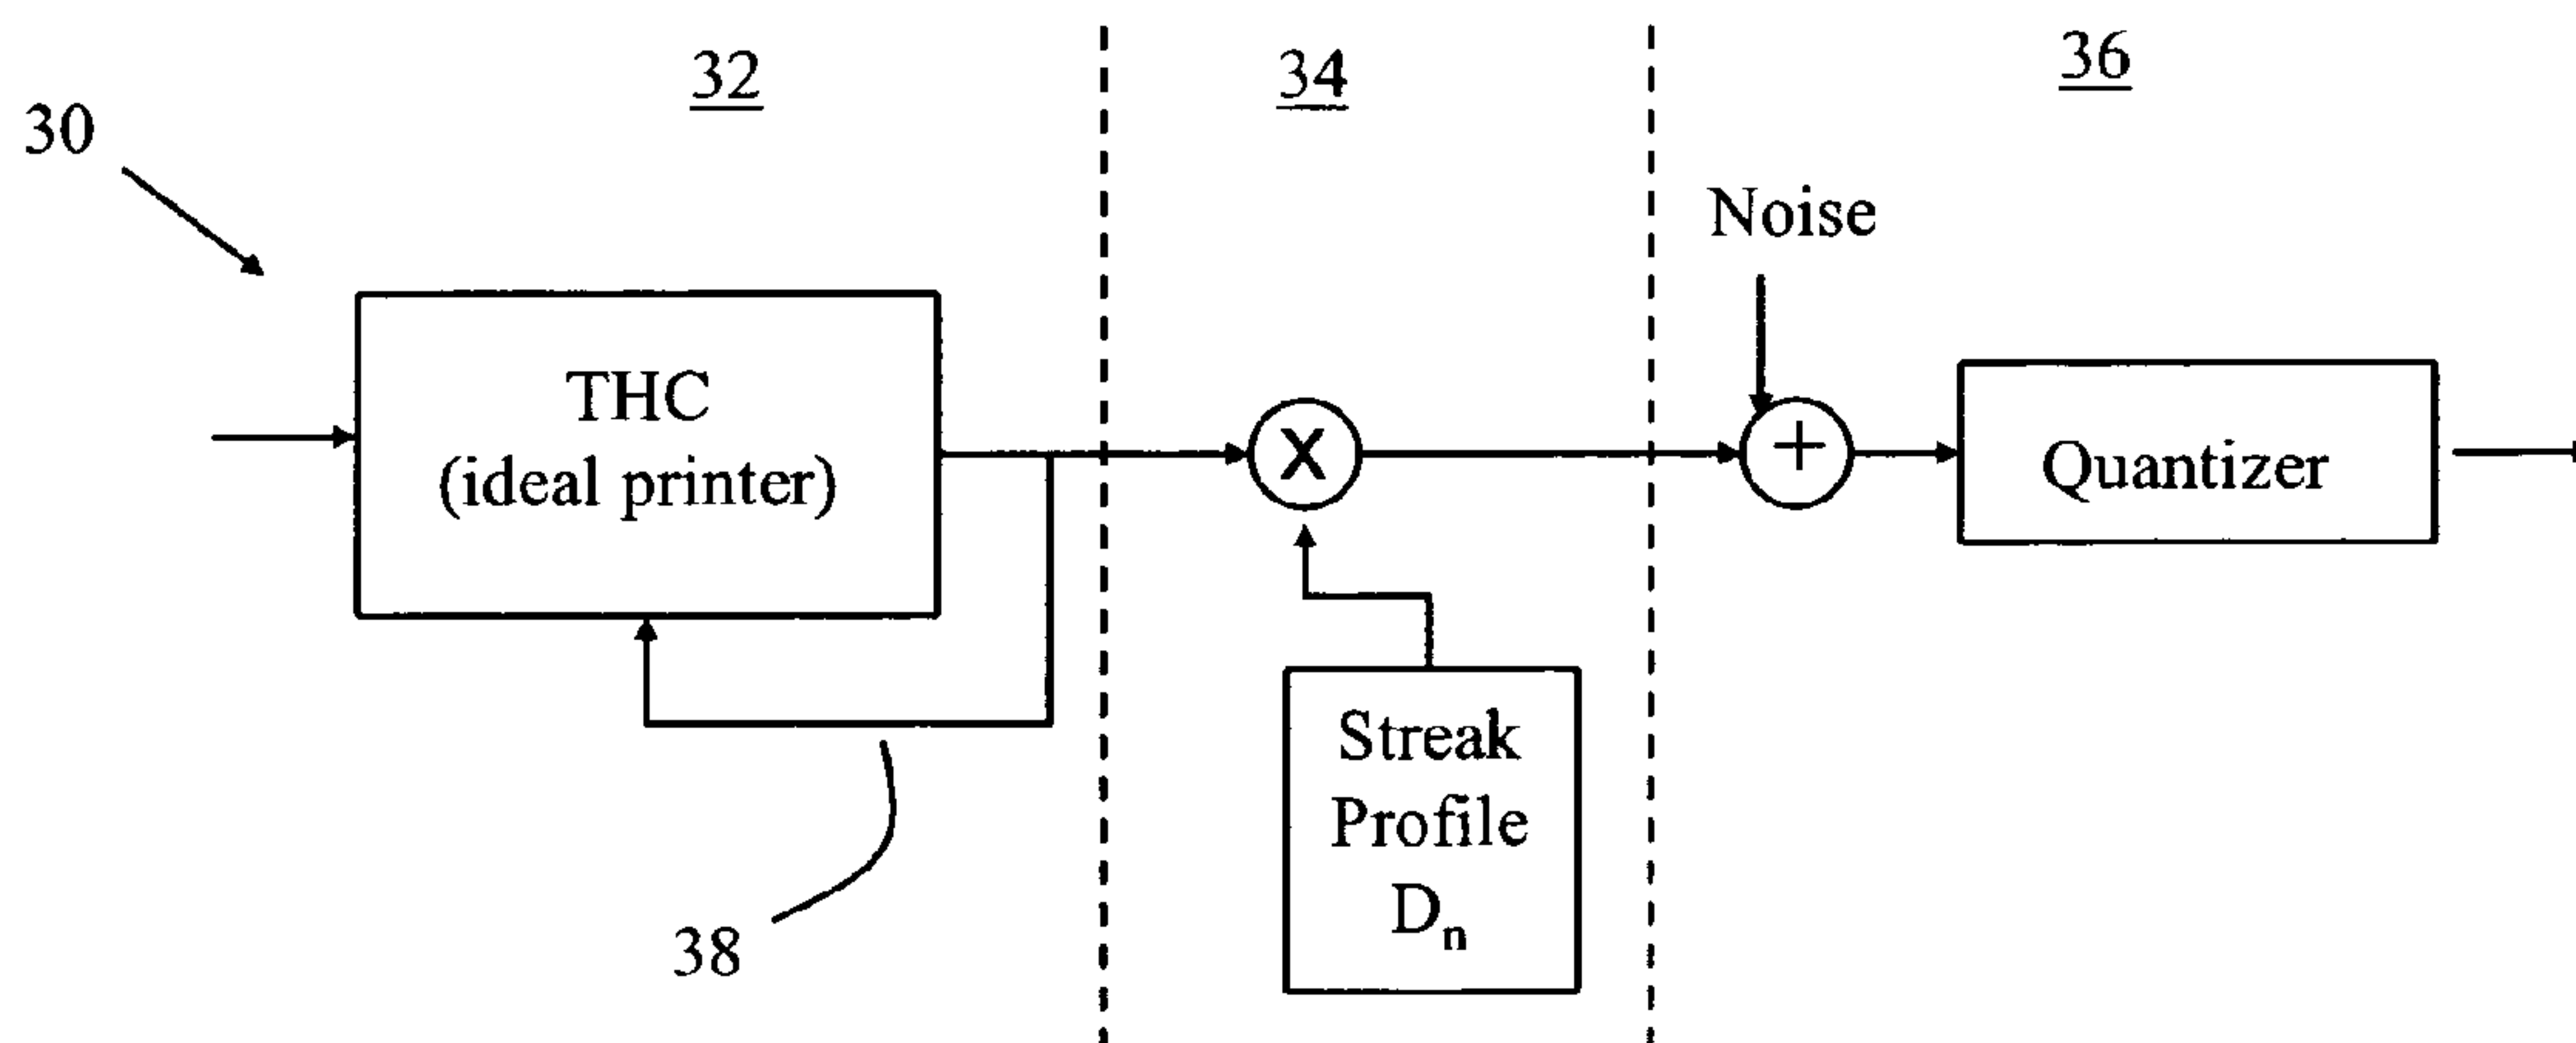 32
34
36
30
Noise
THC
(ideal printer)
X
+
Quantizer
Streak
Profile
Dn
38